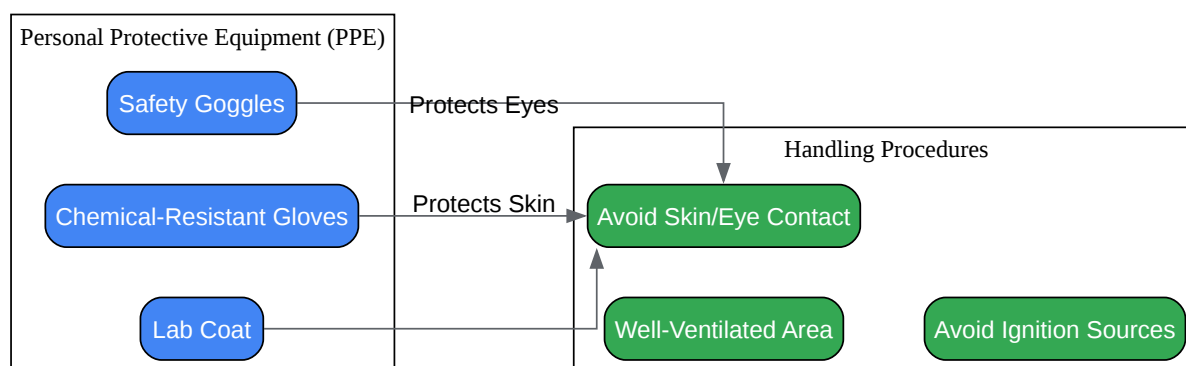 Personal Protective Equipment (PPE)
Safety Goggles
Protects Eyes
Handling Procedures
Chemical-Resistant Gloves
Protects Skin
Avoid Skin/Eye Contact
Lab Coat
Well-Ventilated Area
Avoid Ignition Sources